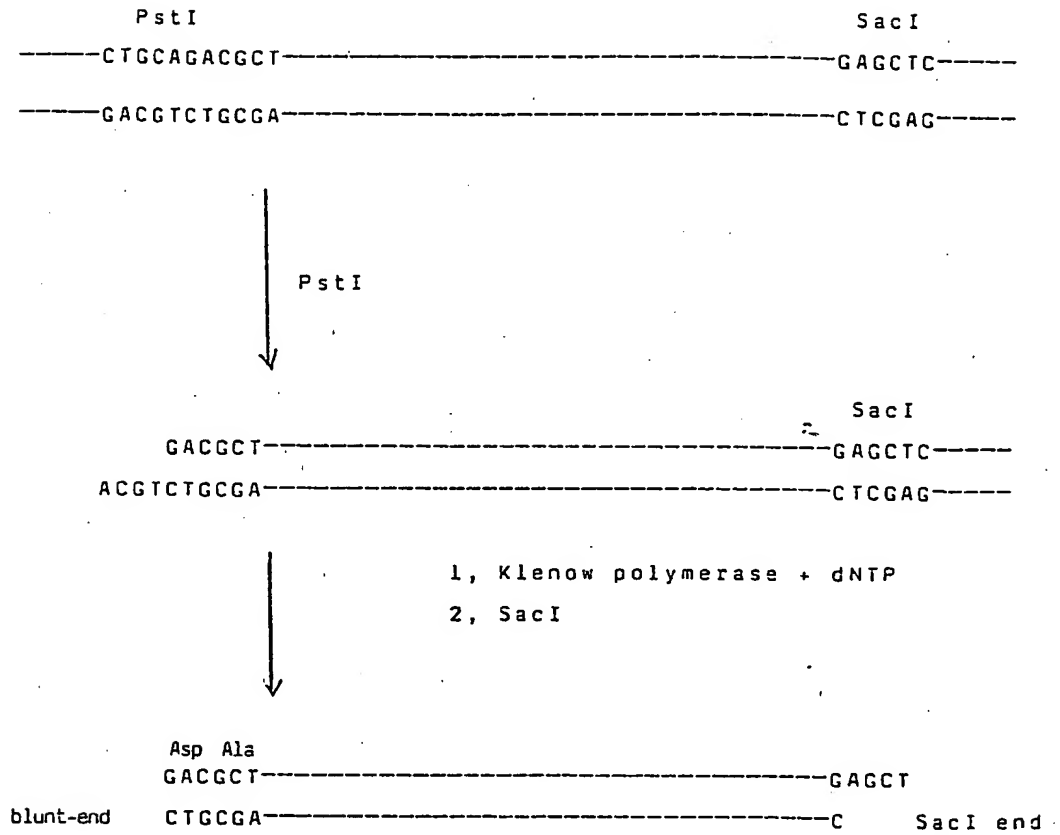 PstI SacI
-----CTGCAGACGCT------------------------------------GAGCTC-----
-----GACGTCTGCGA------------------------------------CTCGAG-----
PstI
SacI
GACGCT------------------------------------GAGCTC-----
ACGTCTGCGA------------------------------------CTCGAG-----
1, Klenow polymerase + dNTP
2, SacI
Asp Ala
GACGCT------------------------------------GAGCT
blunt-end CTGCGA------------------------------------C SacI end